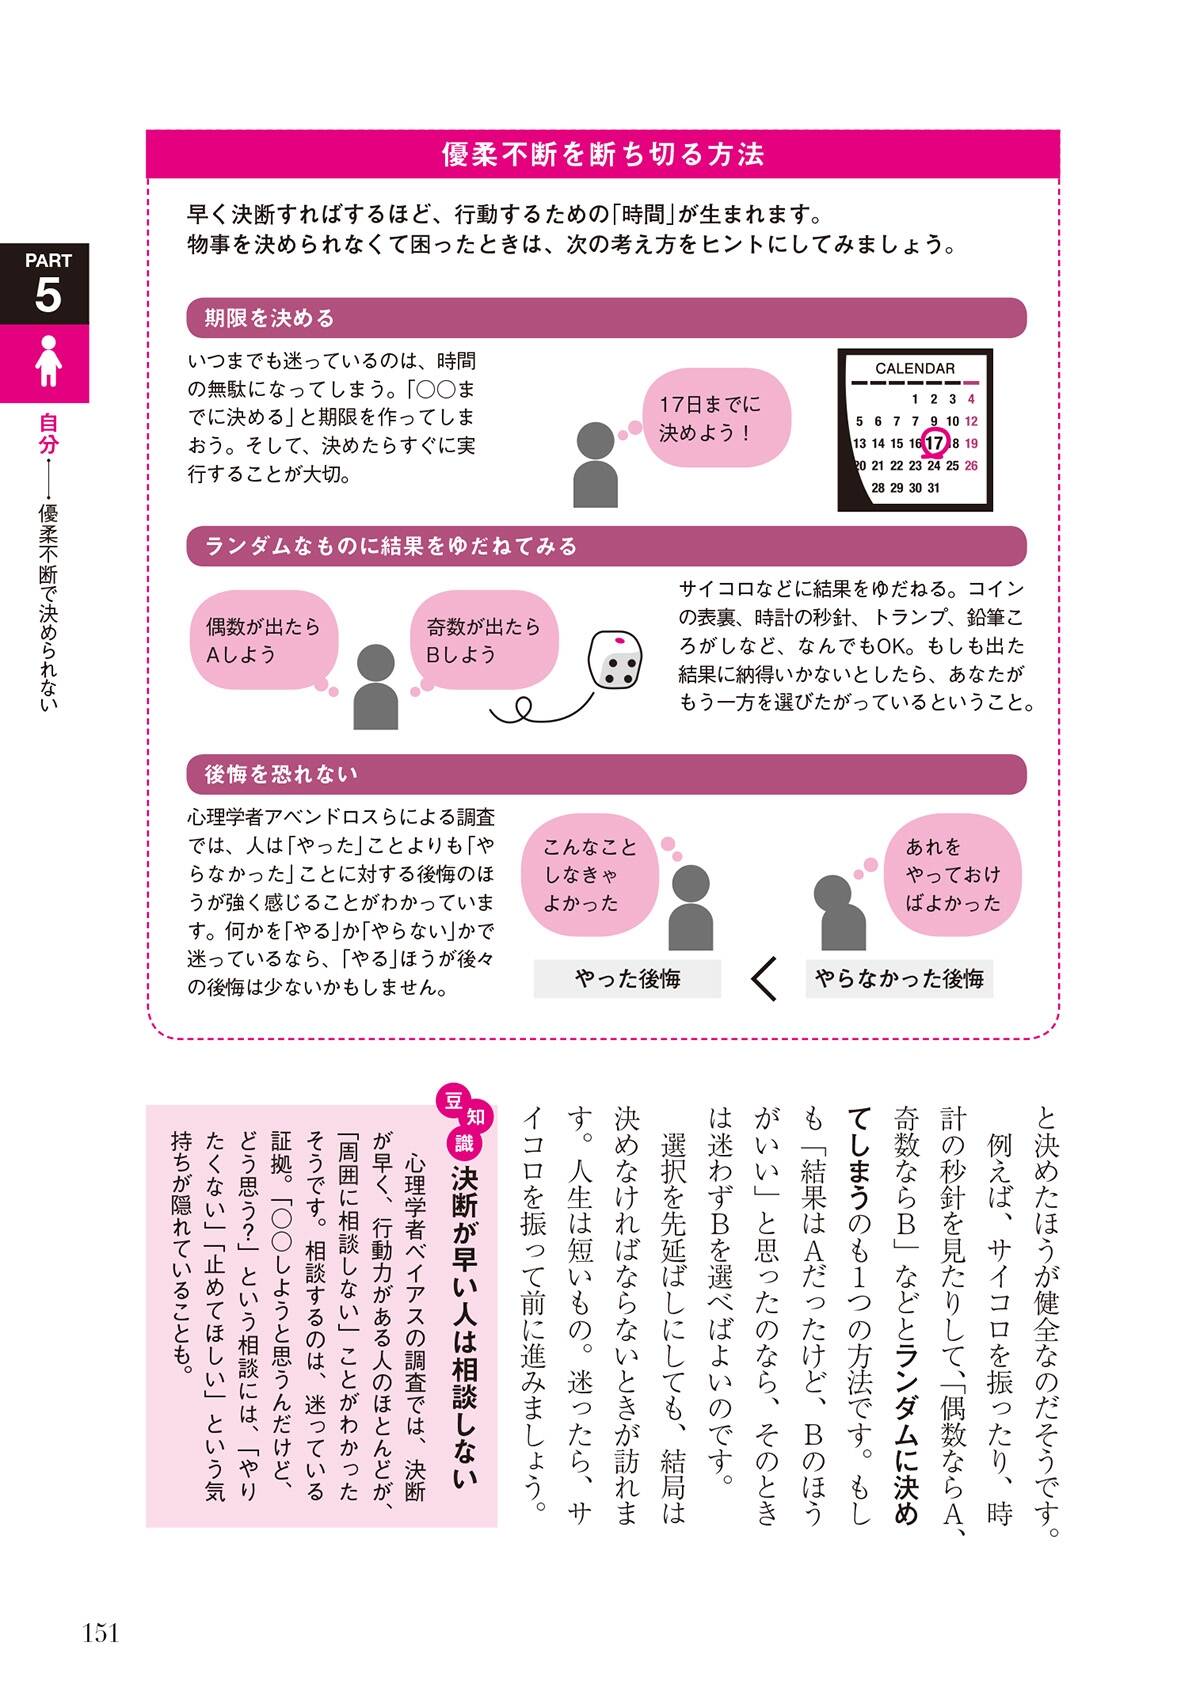 優柔不断を断ち切る方法
早く決断すればするほど、行動するための「時間」が生まれます。
物事を決められなくて困ったときは、次の考え方をヒントにしてみましょう。
PART
5
自分――優柔不断で決められない
期限を決める
いつまでも迷っているのは、時間
の無駄になってしまう。「○○ま
でに決める」と期限を作ってしま
おう。そして、決めたらすぐに実
行することが大切。
17日までに
決めよう！
CALENDAR
1 2 3 4
5 6 7 7 9 10 12
13 14 15 16 17 18 19
20 21 22 23 24 25 26
28 29 30 31
ランダムなものに結果をゆだねてみる
偶数が出たら
Aしよう
奇数が出たら
Bしよう
サイコロなどに結果をゆだねる。コイン
の表裏、時計の秒針、トランプ、鉛筆こ
ろがしなど、なんでもOK。もしも出た
結果に納得いかないとしたら、あなたが
もう一方を選びたがっているということ。
後悔を恐れない
心理学者アベンドロスらによる調査
では、人は「やった」ことよりも「や
らなかった」ことに対する後悔のほ
うが強く感じることがわかっていま
す。何かを「やる」か「やらない」かで
迷っているなら、「やる」ほうが後々
の後悔は少ないかもしません。
こんなこと
しなきゃ
よかった
あれを
やっておけ
ばよかった
やった後悔
<
やらなかった後悔
と決めたほうが健全なのだそうです。
例えば、サイコロを振ったり、時
計の秒針を見たりして、「偶数ならA、
奇数ならB」などとランダムに決め
てしまうのも1つの方法です。もし
も「結果はAだったけど、Bのほう
がいい」と思ったのなら、そのとき
は迷わずBを選べばよいのです。
選択を先延ばしにしても、結局は
決めなければならないときが訪れま
す。人生は短いもの。迷ったら、サ
イコロを振って前に進みましょう。
豆知識
決断が早い人は相談しない
心理学者ベイアスの調査では、決断
が早く、行動力がある人のほとんどが、
「周囲に相談しない」ことがわかった
そうです。相談するのは、迷っている
証拠。「○○しようと思うんだけど、
どう思う？」という相談には、「やり
たくない」「止めてほしい」という気
持ちが隠れていることも。
151